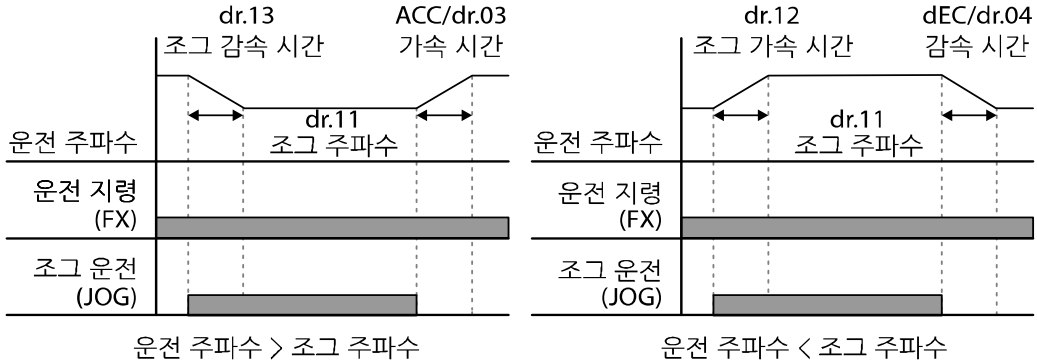 dr.13
조그 감속 시간
ACC/dr.03
가속 시간
dr.11
조그 주파수
운전 주파수
운전 지령
(FX)
조그 운전
(JOG)
운전 주파수 > 조그 주파수
dr.12
조그 가속 시간
dEC/dr.04
감속 시간
dr.11
조그 주파수
운전 주파수
운전 지령
(FX)
조그 운전
(JOG)
운전 주파수 < 조그 주파수